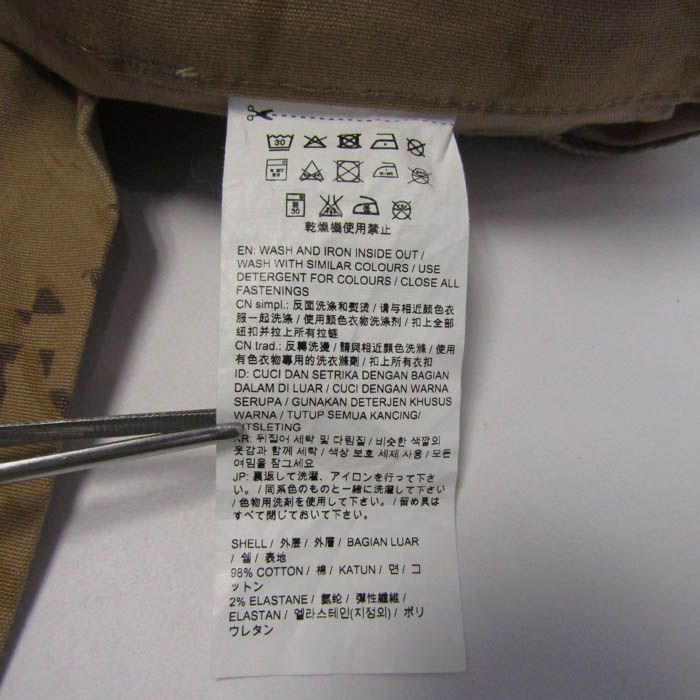 30
30
乾燥機使用禁止
EN: WASH AND IRON INSIDE OUT /
WASH WITH SIMILAR COLOURS / USE
DETERGENT FOR COLOURS / CLOSE ALL
FASTENINGS
CN simpl.: 反面洗涤和熨烫 / 请与相近颜色衣
服一起洗涤 / 使用颜色衣物洗涤剂 / 扣上全部
纽扣并拉上所有拉链
CN trad.: 反轉洗燙 / 請與相近顏色洗滌 / 使用
有色衣物專用的洗衣滌劑 / 扣上所有衣扣
ID: CUCI DAN SETRIKA DENGAN BAGIAN
DALAM DI LUAR / CUCI DENGAN WARNA
SERUPA / GUNAKAN DETERJEN KHUSUS
WARNA / TUTUP SEMUA KANCING/
RITSLETING
KR: 뒤집어 세탁 및 다림질 / 비슷한 색깔의
옷감과 함께 세탁 / 색상 보호 세제 사용 / 모든
여밈을 잠그세요
JP: 裏返して洗濯、アイロンを行って下さ
い。/ 同系色のものと一緒に洗濯して下さい
/ 色物用洗剤を使用して下さい。/ 留め具は
すべて閉じておいて下さい。
SHELL / 外层 / 外層 / BAGIAN LUAR
/ 쉘 / 表地
98% COTTON / 棉 / KATUN / 면 / コ
ットン
2% ELASTANE / 氨纶 / 彈性纖維 /
ELASTAN / 엘라스테인(지정외) / ポリ
ウレタン